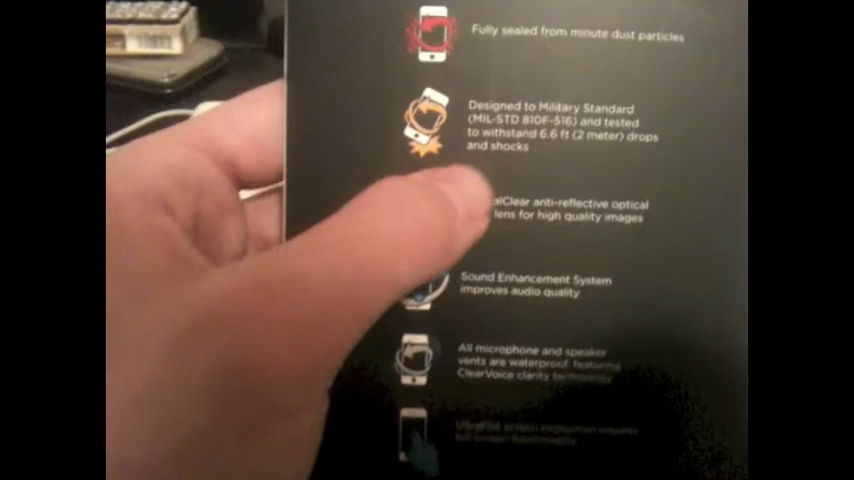 Fully sealed from minute dust particles
Designed to Military Standard
(MIL-STD 810F-516) and tested
to withstand 6.6 ft (2 meter) drops
and shocks
alClear anti-reflective optical
lens for high quality images
Sound Enhancement System
improves audio quality
All microphone and speaker
vents are waterproof, featuring
ClearVoice clarity technology